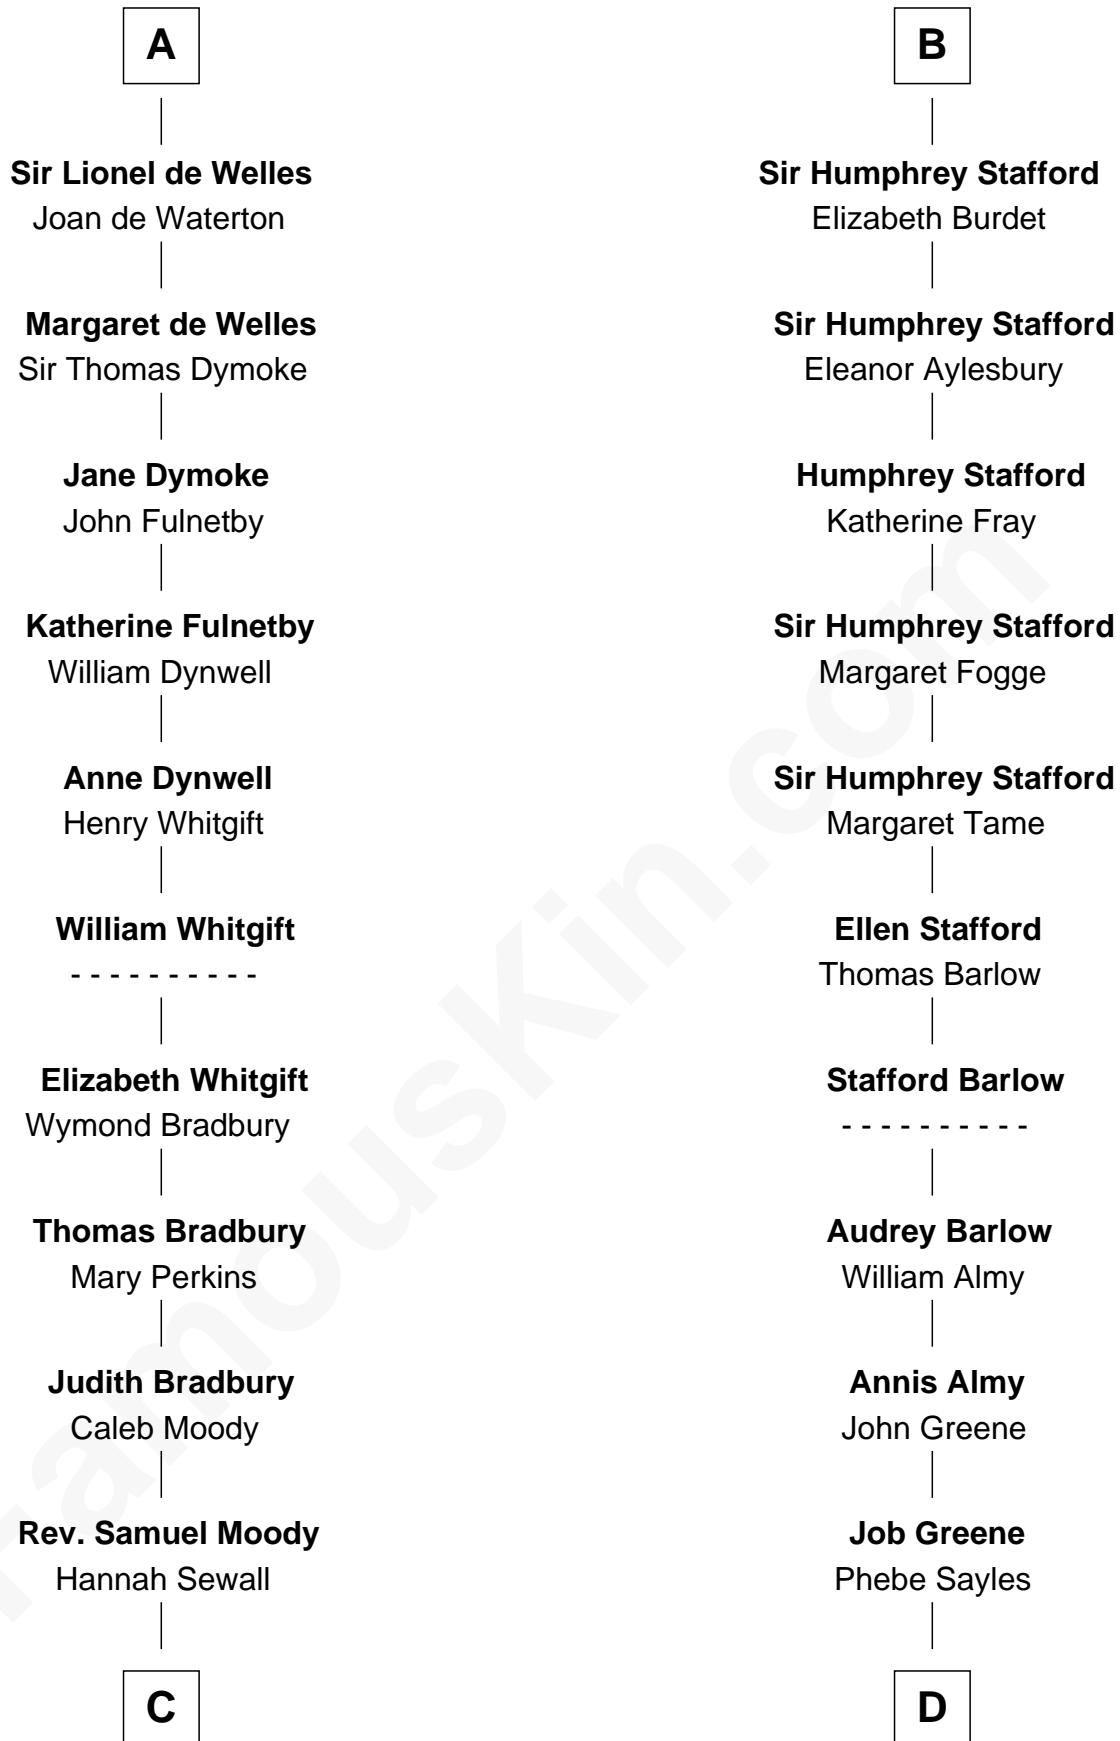 A
Sir Lionel de Welles
Joan de Waterton
Margaret de Welles
Sir Thomas Dymoke
Jane Dymoke
John Fulnetby
Katherine Fulnetby
William Dynwell
Anne Dynwell
Henry Whitgift
William Whitgift
- - - - - - - - - -
Elizabeth Whitgift
Wymond Bradbury
Thomas Bradbury
Mary Perkins
Judith Bradbury
Caleb Moody
Rev. Samuel Moody
Hannah Sewall
C
B
Sir Humphrey Stafford
Elizabeth Burdet
Sir Humphrey Stafford
Eleanor Aylesbury
Humphrey Stafford
Katherine Fray
Sir Humphrey Stafford
Margaret Fogge
Sir Humphrey Stafford
Margaret Tame
Ellen Stafford
Thomas Barlow
Stafford Barlow
- - - - - - - - - -
Audrey Barlow
William Almy
Annis Almy
John Greene
Job Greene
Phebe Sayles
D
FamousKin.com